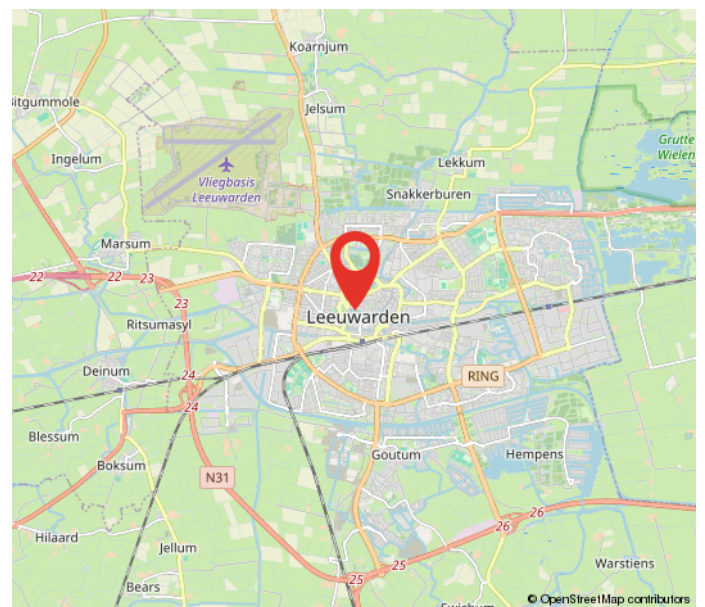 Koarnjum
Bitgummole
Jelsum
Grutte
Wielen
Ingelum
Lekkum
Vliegbasis
Leeuwarden
Snakkerburen
Marsum
22
22
23
23
Leeuwarden
Ritsumasyl
Deinum
24
RING
24
Blessum
Goutum
Hempens
Boksum
N31
26
26
Hilaard
Jellum
25
Warstiens
25
Bears
© OpenStreetMap contributors